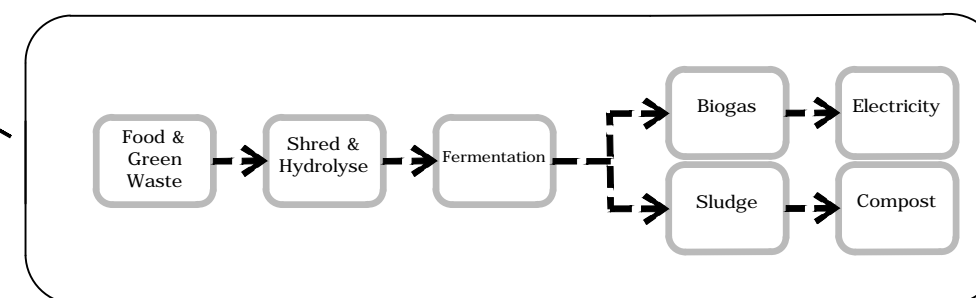 Food &
Green
Waste
Shred &
Hydrolyse
Fermentation
Biogas
Electricity
Sludge
Compost